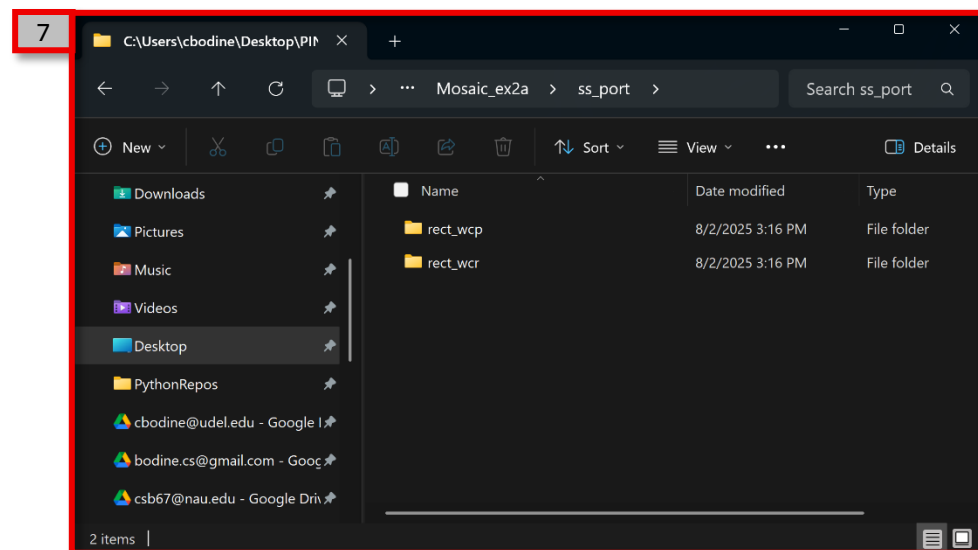 7
C:\Users\cbodine\Desktop\PIN
Mosaic_ex2a > ss_port >
Search ss_port
New
Sort
View
Details
Downloads
Pictures
Music
Videos
Desktop
PythonRepos
cbodine@udel.edu - Google
bodine.cs@gmail.com - Goog
csb67@nau.edu - Google Driv
Name Date modified Type
rect_wcp 8/2/2025 3:16 PM File folder
rect_wcr 8/2/2025 3:16 PM File folder
2 items